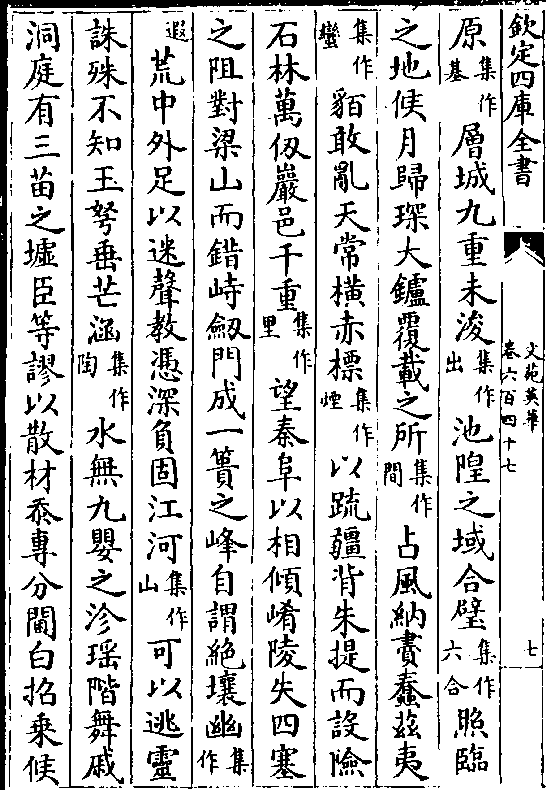 欽定四庫全書
文苑英華
卷六百四十七
七
原集作基層城九重未浚集作出池隍之域合璧集作六合照臨
之地候月歸琛大鑪覆載之所集作間占風納賮蠢茲夷
集作蠻貊敢亂天常橫赤標集作煙以疏疆背朱提而設險
石林萬仭巖邑千重集作里望秦阜以相傾崤陵失四塞
之阻對梁山而錯峙劔門成一簣之峰自謂絕壤幽集作
遐荒中外足以迷聲教憑深負固江河集作山可以逃靈
誅殊不知玉弩垂芒涵集作陶水無九嬰之沴瑶階舞戚
洞庭有三苗之墟臣等謬以散材忝專分閫白招乗候